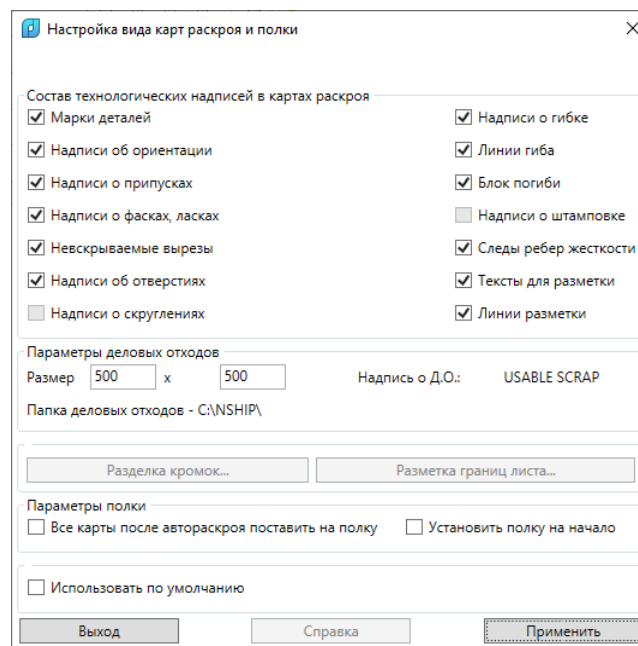 Настройка вида карт раскроя и полки
Состав технологических надписей в картах раскроя
Марки деталей
Надписи о гибке
Надписи об ориентации
Линии гиба
Надписи о припусках
Блок погиби
Надписи о фасках, ласках
Надписи о штамповке
Невскрываемые вырезы
Следы ребер жесткости
Надписи об отверстиях
Тексты для разметки
Надписи о скруглениях
Линии разметки
Параметры деловых отходов
Размер 500 x 500 Надпись о Д.О.: USABLE SCRAP
Папка деловых отходов - C:\NSHIP\
Разделка кромок... Разметка границ листа...
Параметры полки
Все карты после автораскроя поставить на полку Установить полку на начало
Использовать по умолчанию
Выход Справка Применить